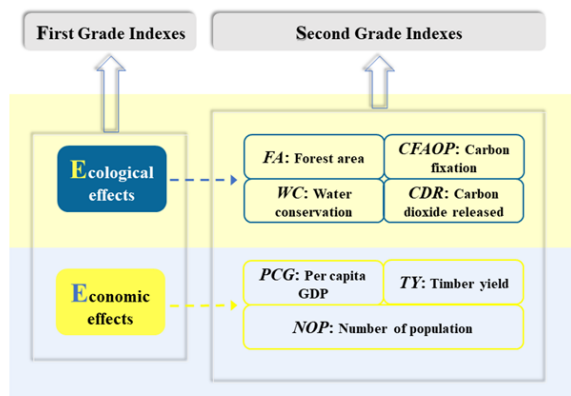 First Grade Indexes
Second Grade Indexes
Ecological
effects
FA: Forest area
CFAOP: Carbon
fixation
WC: Water
conservation
CDR: Carbon
dioxide released
Economic
effects
PCG: Per capita
GDP
TY: Timber yield
NOP: Number of population